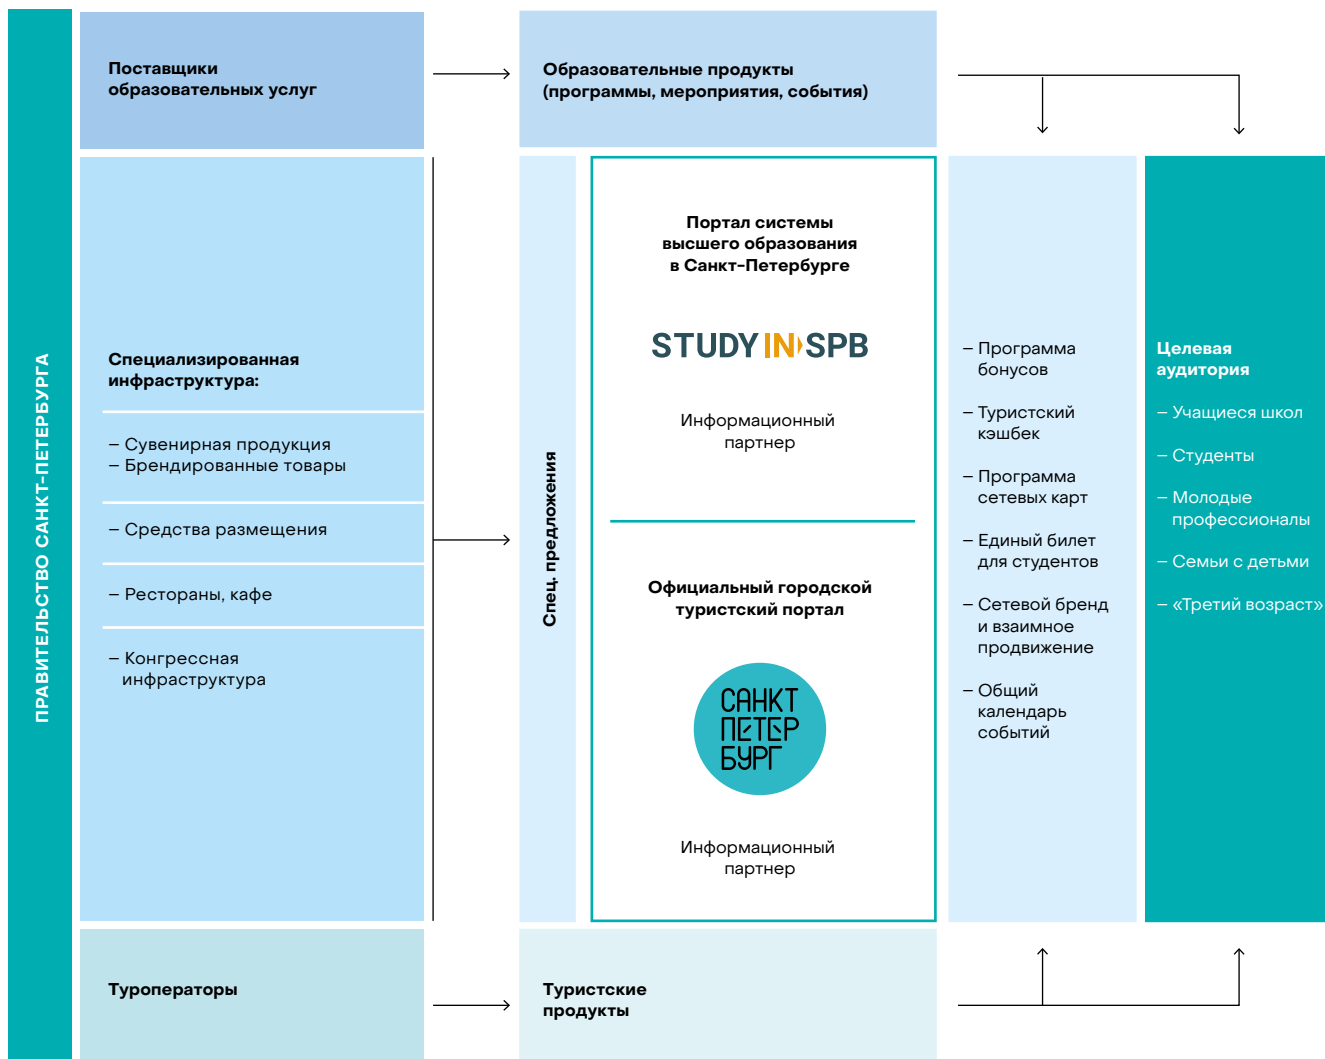 ПРАВИТЕЛЬСТВО САНКТ-ПЕТЕРБУРГА
Поставщики
образовательных услуг
Образовательные продукты
(программы, мероприятия, события)
Специализированная
инфраструктура:
– Сувенирная продукция
– Брендированные товары
– Средства размещения
– Рестораны, кафе
– Конгрессная
инфраструктура
Спец. предложения
Портал системы
высшего образования
в Санкт-Петербурге
STUDY IN SPB
Информационный
партнер
Официальный городской
туристский портал
САНКТ
ПЕТЕР
БУРГ
Информационный
партнер
– Программа
бонусов
– Туристский
кэшбек
– Программа
сетевых карт
– Единый билет
для студентов
– Сетевой бренд
и взаимное
продвижение
– Общий
календарь
событий
Целевая
аудитория
– Учащиеся школ
– Студенты
– Молодые
профессионалы
– Семьи с детьми
– «Третий возраст»
Туроператоры
Туристские
продукты